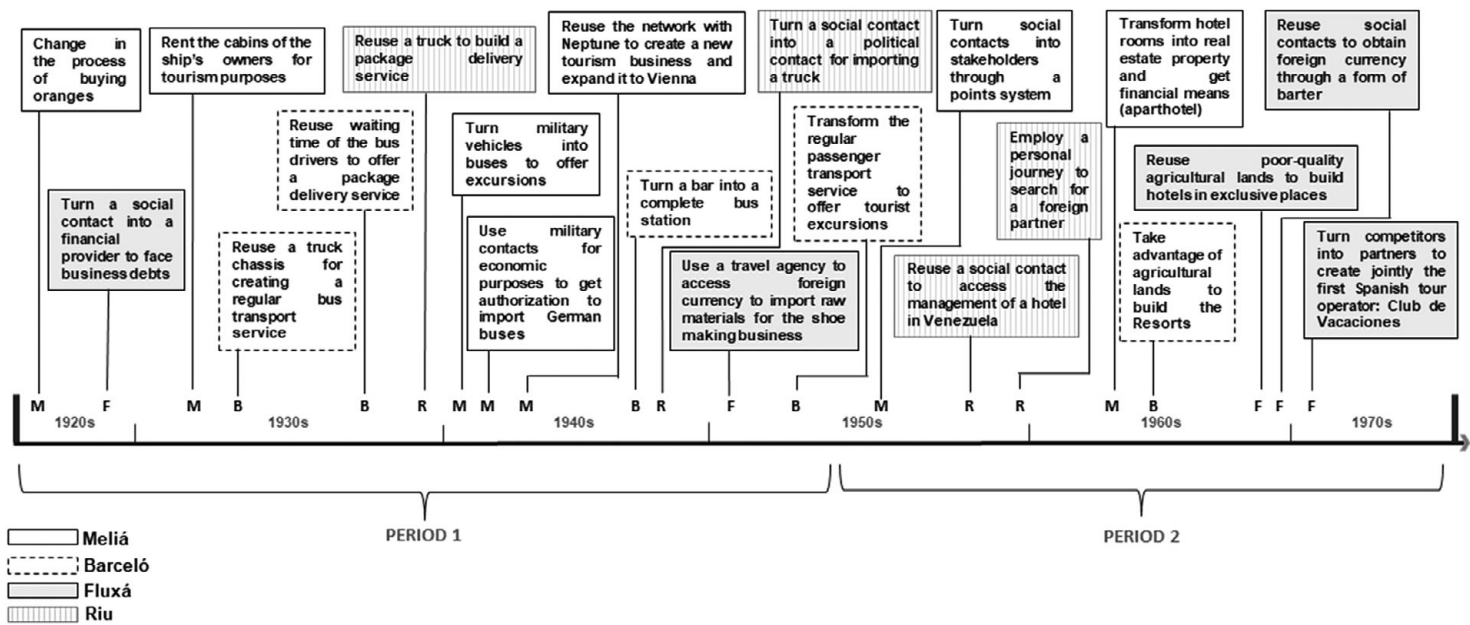 Change in
the process
of buying
oranges
Turn a social
contact into a
financial
provider to face
business debts
Rent the cabins of the
ship's owners for
tourism purposes
Reuse a truck
chassis for
creating a
regular bus
transport
service
Reuse waiting
time of the bus
drivers to offer
a package
delivery service
Reuse a truck to build a
package delivery
service
Turn military
vehicles into
buses to offer
excursions
Use military
contacts for
economic
purposes to get
authorization to
import German
buses
Reuse the network with
Neptune to create a new
tourism business and
expand it to Vienna
Turn a bar into a
complete bus
station
Turn a social contact
into a political
contact for importing
a truck
Use a travel agency to
access foreign
currency to import raw
materials for the shoe
making business
Transform the
regular
passenger
transport
service to
offer tourist
excursions
Turn social
contacts into
stakeholders
through a
points system
Reuse a social contact
to access the
management of a hotel
in Venezuela
Employ a
personal
journey to
search for
a foreign
partner
Transform hotel
rooms into real
estate property
and get
financial means
(aparthotel)
Take
advantage of
agricultural
lands to
build the
Resorts
Reuse poor-quality
agricultural lands to build
hotels in exclusive places
Reuse social
contacts to obtain
foreign currency
through a form of
barter
Turn competitors
into partners to
create jointly the
first Spanish tour
operator: Club de
Vacaciones
M F M B B R M M M B R F B M R R M B F F F
1920s 1930s 1940s 1950s 1960s 1970s
PERIOD 1 PERIOD 2
Meliá
Barceló
Fluxá
Riu